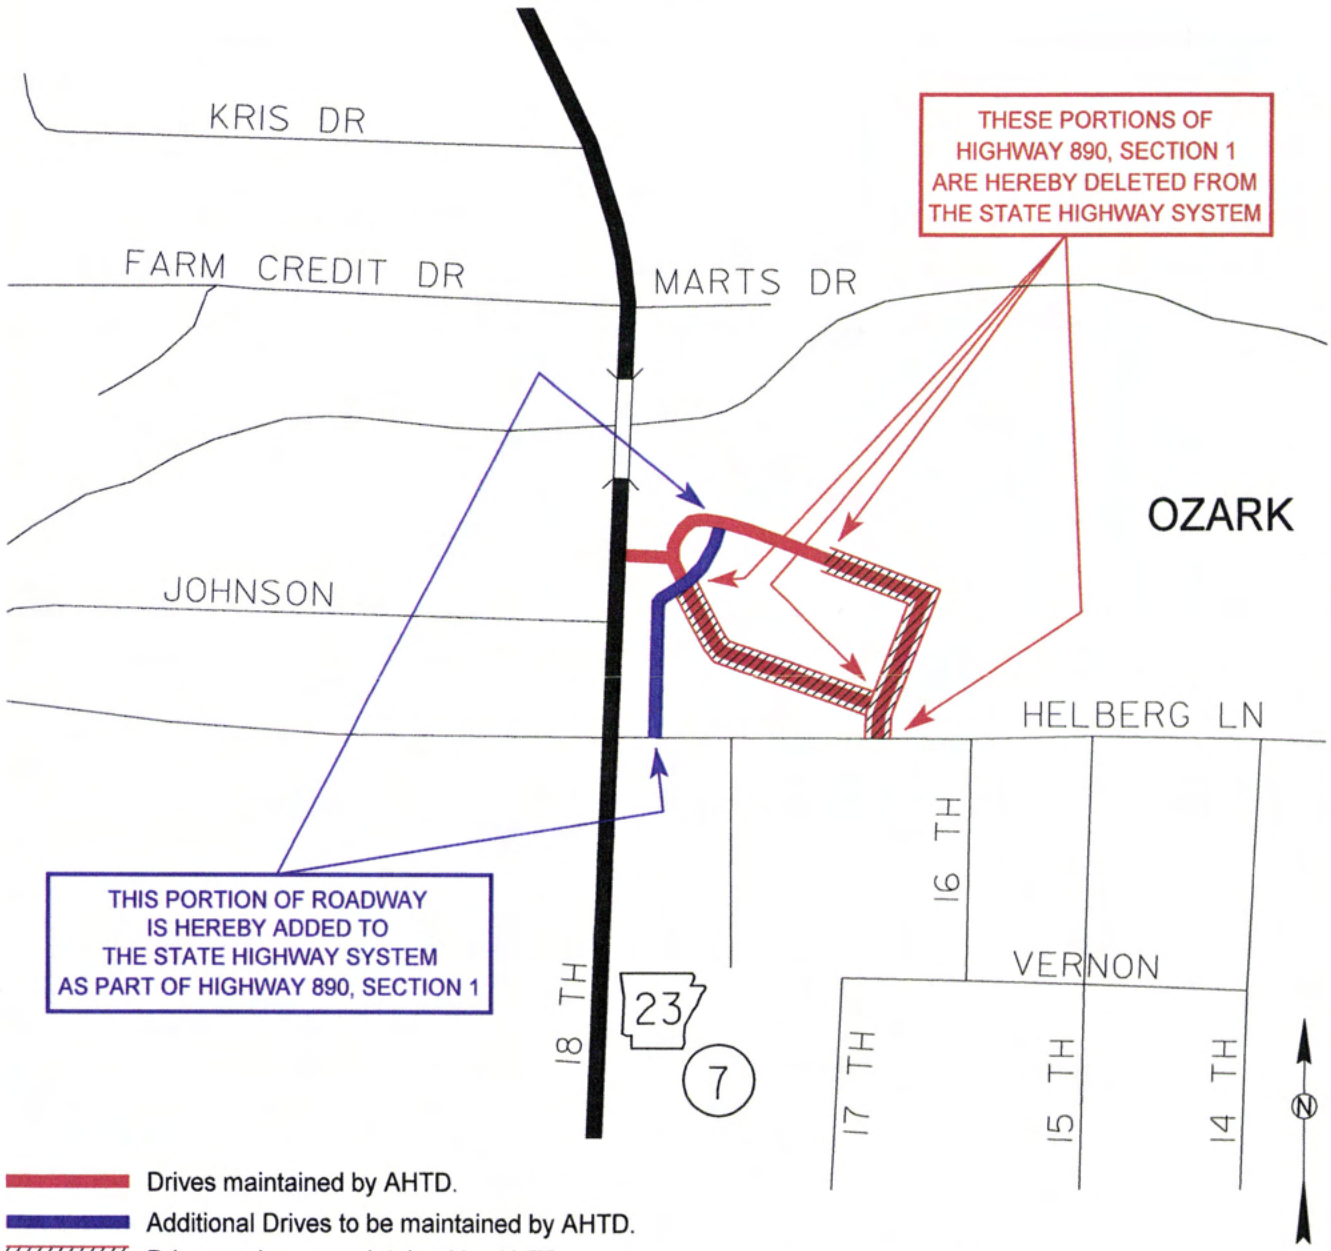 KRIS DR
THESE PORTIONS OF
HIGHWAY 890, SECTION 1
ARE HEREBY DELETED FROM
THE STATE HIGHWAY SYSTEM
FARM CREDIT DR
MARTS DR
OZARK
JOHNSON
HELBERG LN
THIS PORTION OF ROADWAY
IS HEREBY ADDED TO
THE STATE HIGHWAY SYSTEM
AS PART OF HIGHWAY 890, SECTION 1
16 TH
VERNON
18 TH
23
7
17 TH
15 TH
14 TH
N
Drives maintained by AHTD.
Additional Drives to be maintained by AHTD.